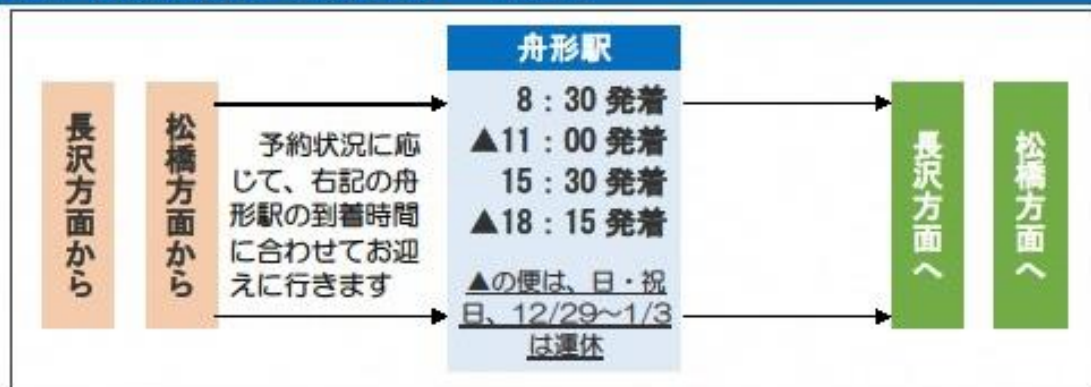 長沢方面から
松橋方面から
予約状況に応
じて、右記の舟
形駅の到着時間
に合わせてお迎
えに行きます
舟形駅
8：30 発着
▲11：00 発着
15：30 発着
▲18：15 発着
▲の便は、日・祝
日、12/29～1/3
は運休
長沢方面へ
松橋方面へ